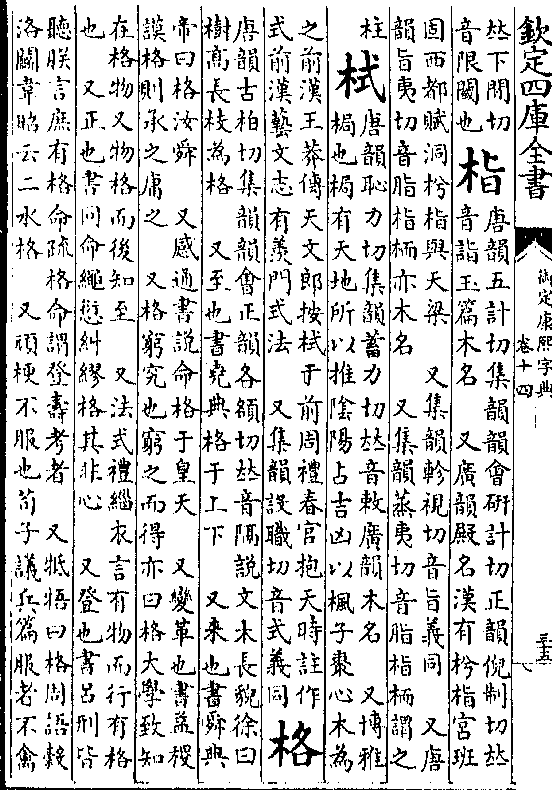 欽定四庫全書
御定康熙字典
卷十四
三十五
𠀤下閒切
音限閾也
栺
唐韻五計切集韻韻會研計切正韻倪制切𠀤
音詣玉篇木名　又廣韻殿名漢有枍栺宮班
固西都賦洞枍栺與天梁　又集韻軫視切音旨義同　又唐
韻旨夷切音脂栺柄亦木名　又集韻蒸夷切音脂栺柄謂之
柱
栻
唐韻恥力切集韻蓄力切𠀤音敕廣韻木名　又博雅
梮也梮有天地所以推陰陽占吉凶以楓子棗心木為
之前漢王莽傳天文郎按栻于前周禮春官抱天時註作
式前漢藝文志有羨門式法　又集韻設職切音式義同
格
唐韻古柏切集韻韻會正韻各額切𠀤音隔說文木長貌徐曰
樹高長枝為格　又至也書堯典格于上下　又來也書舜典
帝曰格汝舜　又感通書說命格于皇天　又變革也書益稷
謨格則承之庸之　又格窮究也窮之而得亦曰格大學致知
在格物又物格而後知至　又法式禮緇衣言有物而行有格
也　又正也書冏命繩愆糾繆格其非心　又登也書呂刑皆
聽朕言庶有格命疏格命謂登壽考者　又牴牾曰格周語穀
洛鬭韋昭云二水格　又頑梗不服也荀子議兵篇服者不禽